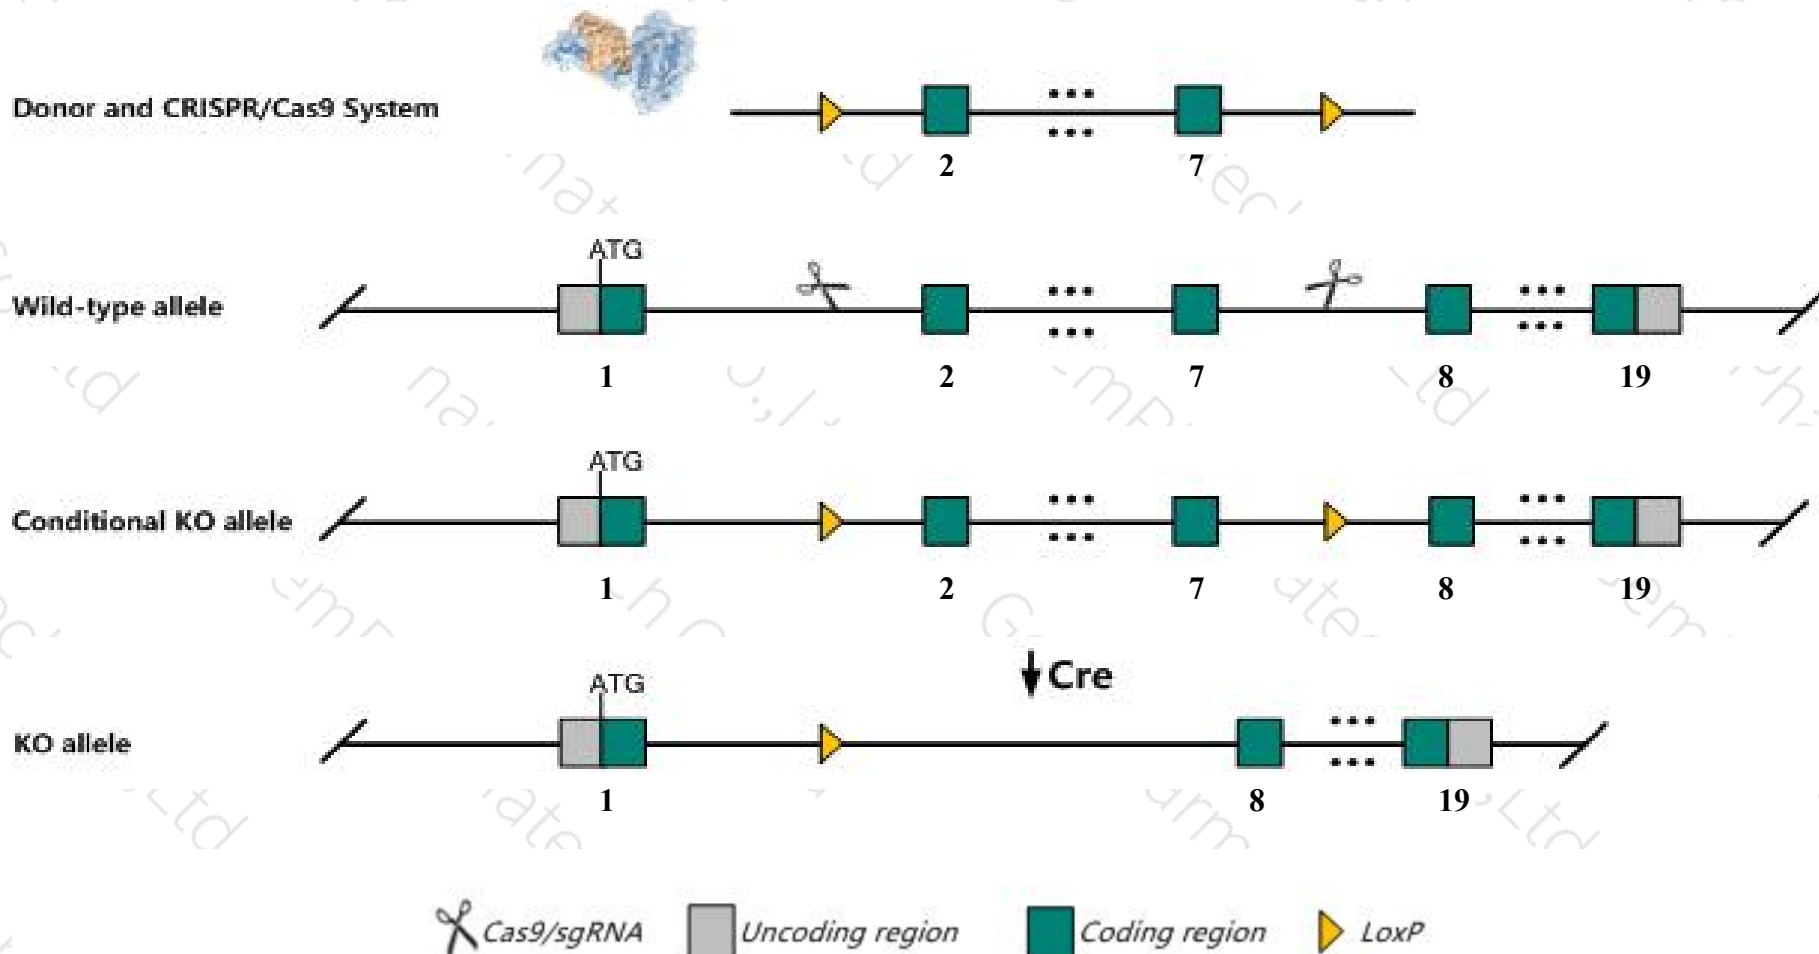 Donor and CRISPR/Cas9 System
2 7
ATG
Wild-type allele
1 2 7 8 19
ATG
Conditional KO allele
1 2 7 8 19
Cre
ATG
KO allele
1 8 19
Cas9/sgRNA Uncoding region Coding region LoxP